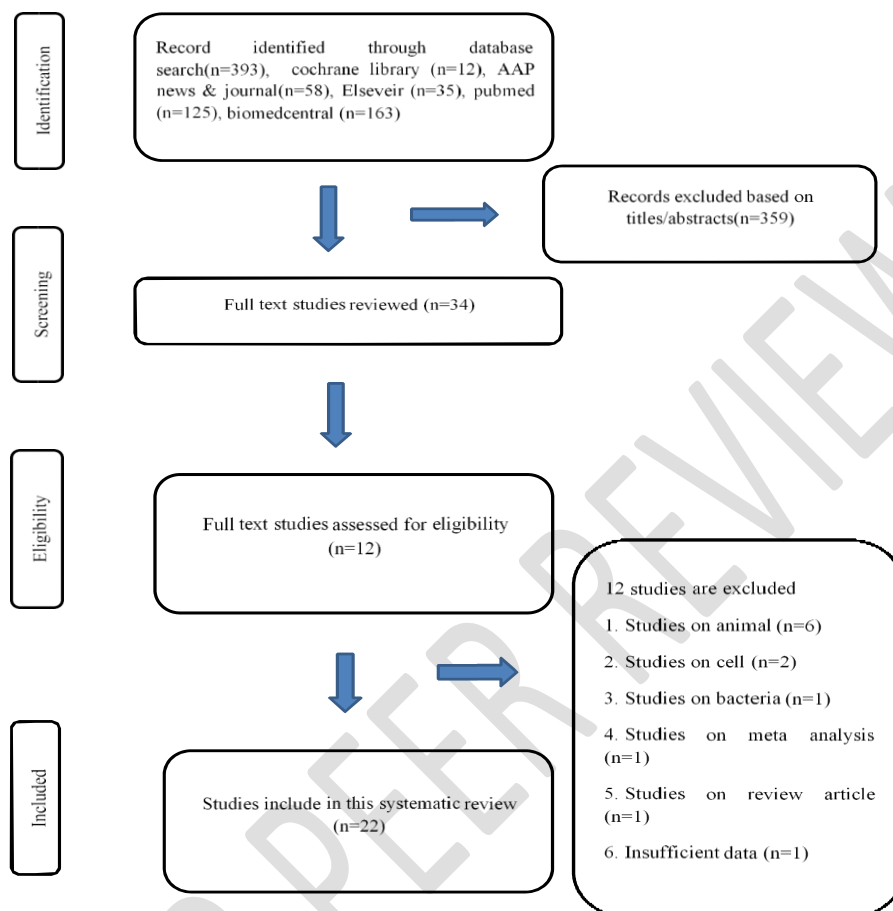 Identification
Record identified through database
search(n=393), cochrane library (n=12), AAP
news & journal(n=58), Elseveir (n=35), pubmed
(n=125), biomedcentral (n=163)
Records excluded based on
titles/abstracts(n=359)
Screening
Full text studies reviewed (n=34)
Eligibility
Full text studies assessed for eligibility
(n=12)
12 studies are excluded
1. Studies on animal (n=6)
2. Studies on cell (n=2)
3. Studies on bacteria (n=1)
4. Studies on meta analysis
(n=1)
5. Studies on review article
(n=1)
6. Insufficient data (n=1)
Included
Studies include in this systematic review
(n=22)
PEER REVIEW